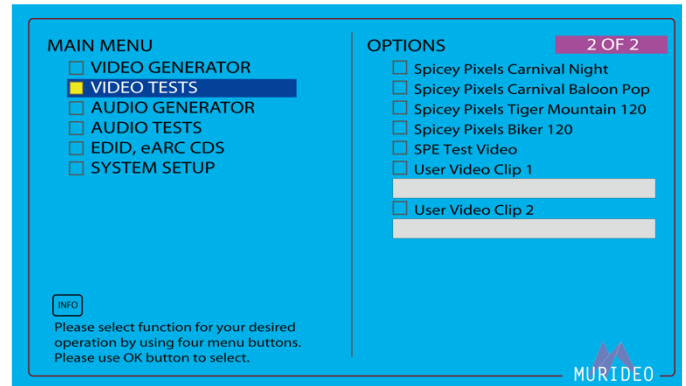 MAIN MENU
VIDEO GENERATOR
VIDEO TESTS
AUDIO GENERATOR
AUDIO TESTS
EDID, eARC CDS
SYSTEM SETUP
INFO
Please select function for your desired
operation by using four menu buttons.
Please use OK button to select.
OPTIONS
2 OF 2
Spicey Pixels Carnival Night
Spicey Pixels Carnival Baloon Pop
Spicey Pixels Tiger Mountain 120
Spicey Pixels Biker 120
SPE Test Video
User Video Clip 1
User Video Clip 2
MURIDEO